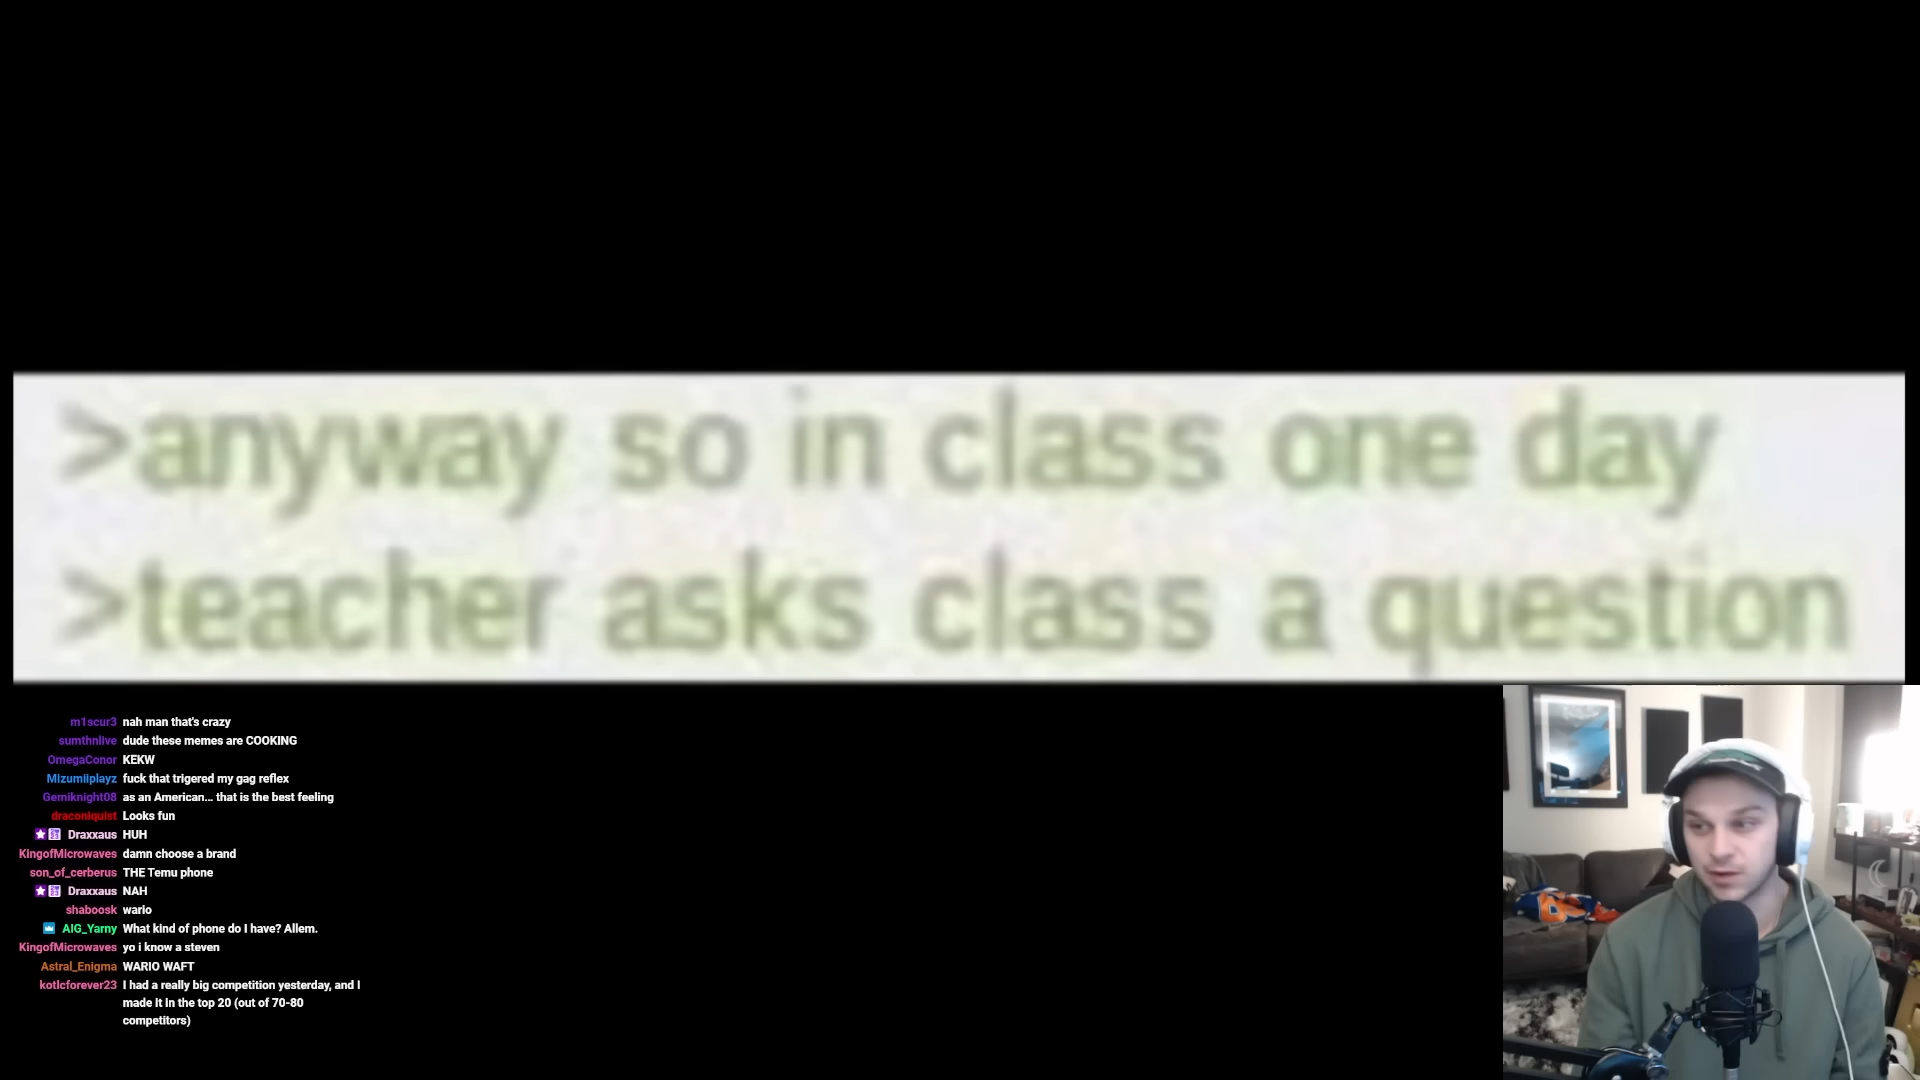 >anyway so in class one day
>teacher asks class a question
m1scur3 nah man that's crazy
sumthnlive dude these memes are COOKING
OmegaConor KEKW
Mizumiiplayz fuck that trigered my gag reflex
Gemiknight08 as an American... that is the best feeling
draconiquist Looks fun
Draxxaus HUH
KingofMicrowaves damn choose a brand
son_of_cerberus THE Temu phone
Draxxaus NAH
shaboosk wario
AIG_Yarny What kind of phone do I have? Allem.
KingofMicrowaves yo i know a steven
Astral_Enigma WARIO WAFT
kotlcforever23 I had a really big competition yesterday, and I
made it in the top 20 (out of 70-80
competitors)